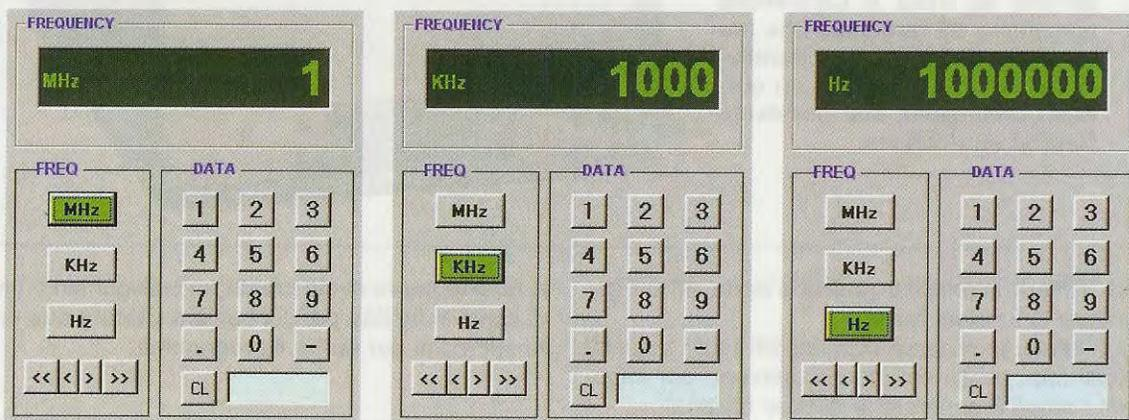 FREQUENCY
MHz 1
FREQ
MHz
KHz
Hz
<< < > >>
DATA
1 2 3
4 5 6
7 8 9
. 0 -
CL
FREQUENCY
KHz 1000
FREQ
MHz
KHz
Hz
<< < > >>
DATA
1 2 3
4 5 6
7 8 9
. 0 -
CL
FREQUENCY
Hz 1000000
FREQ
MHz
KHz
Hz
<< < > >>
DATA
1 2 3
4 5 6
7 8 9
. 0 -
CL